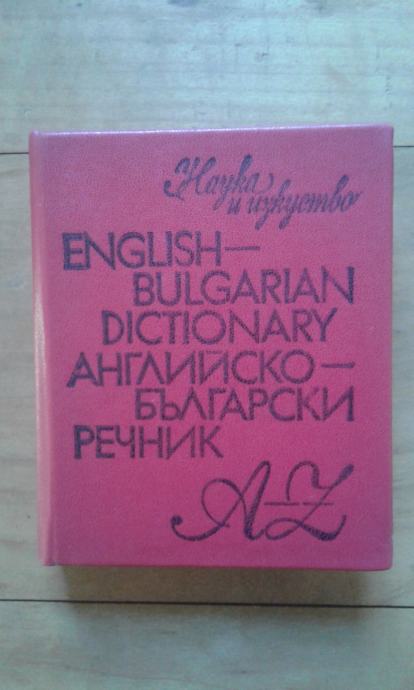 Наука
и изкуство
ENGLISH—
BULGARIAN
DICTIONARY
АНГЛИЙСКО—
БЪЛГАРСКИ
РЕЧНИК
A–Z